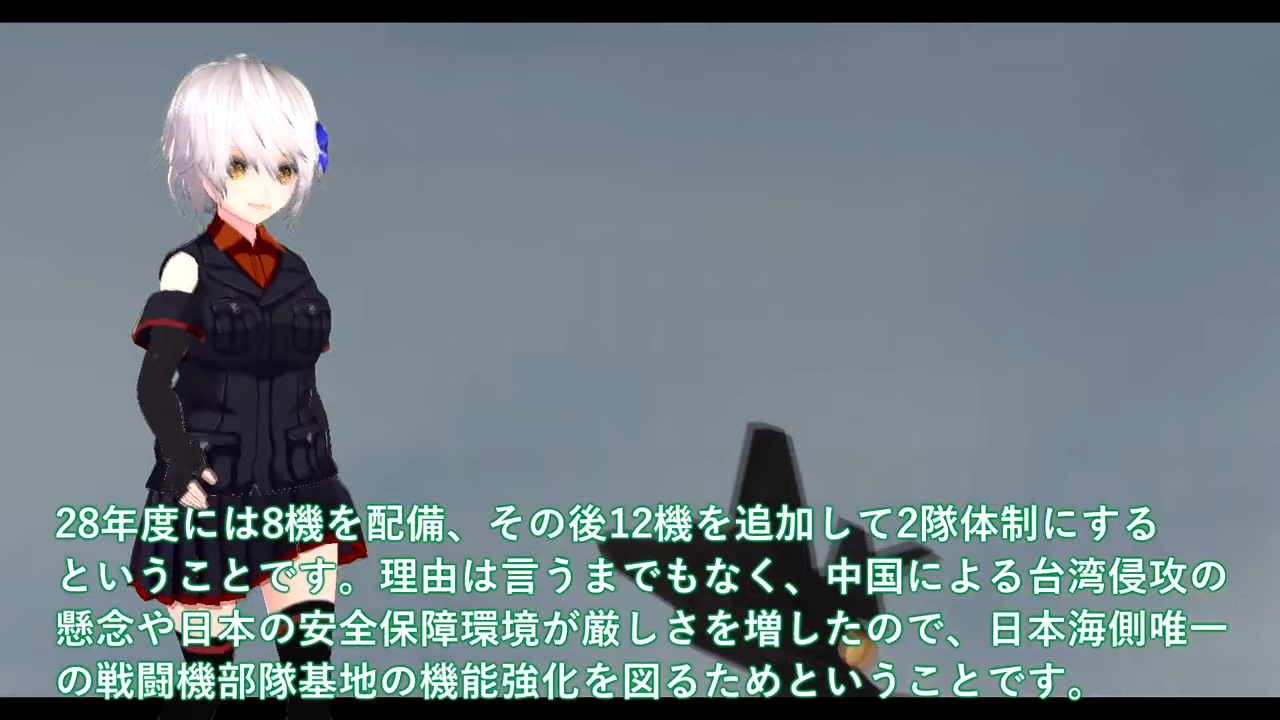 28年度には8機を配備、その後12機を追加して2隊体制にする
ということです。理由は言うまでもなく、中国による台湾侵攻の
懸念や日本の安全保障環境が厳しさを増したので、日本海側唯一
の戦闘機部隊基地の機能強化を図るためということです。